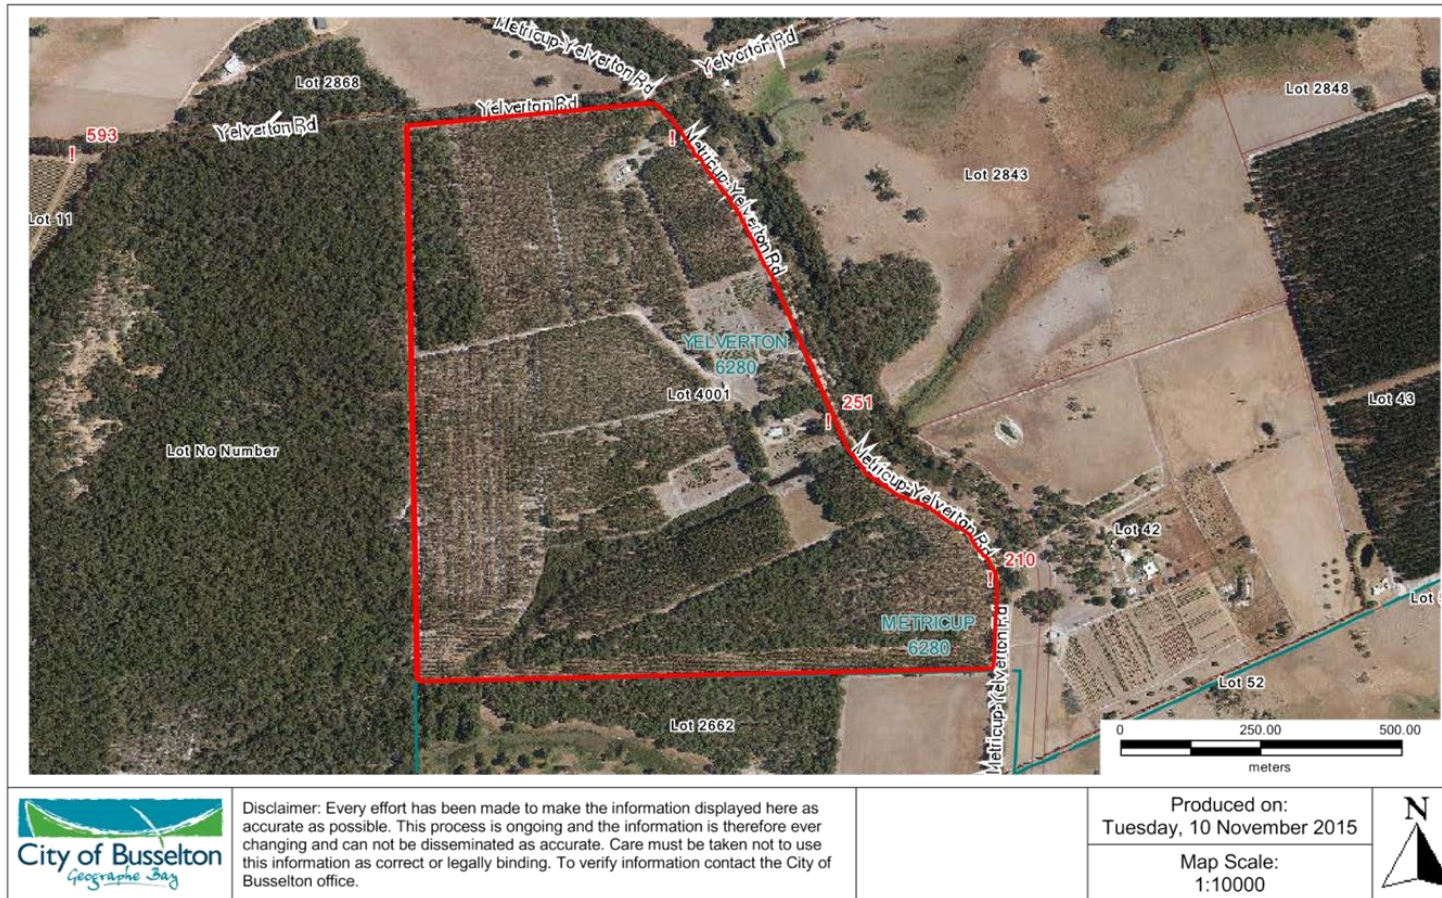 Metricup-Yelverton Rd
Yelverton Rd
Lot 2868
Yelverton Rd
Yelverton Rd
593
!
!
Lot 2848
Lot 2843
Lot 11
Metricup-Yelverton Rd
YELVERTON
6280
Lot 4001
251
!
Lot 43
Lot No Number
Metricup-Yelverton Rd
Lot 42
210
!
METRICUP
6280
Metricup-Yelverton Rd
Lot 52
Lot 2662
Metricup-Yelverton Rd
0 250.00 500.00
meters
City of Busselton
Geographe Bay
Disclaimer: Every effort has been made to make the information displayed here as
accurate as possible. This process is ongoing and the information is therefore ever
changing and can not be disseminated as accurate. Care must be taken not to use
this information as correct or legally binding. To verify information contact the City of
Busselton office.
Produced on:
Tuesday, 10 November 2015
Map Scale:
1:10000
N